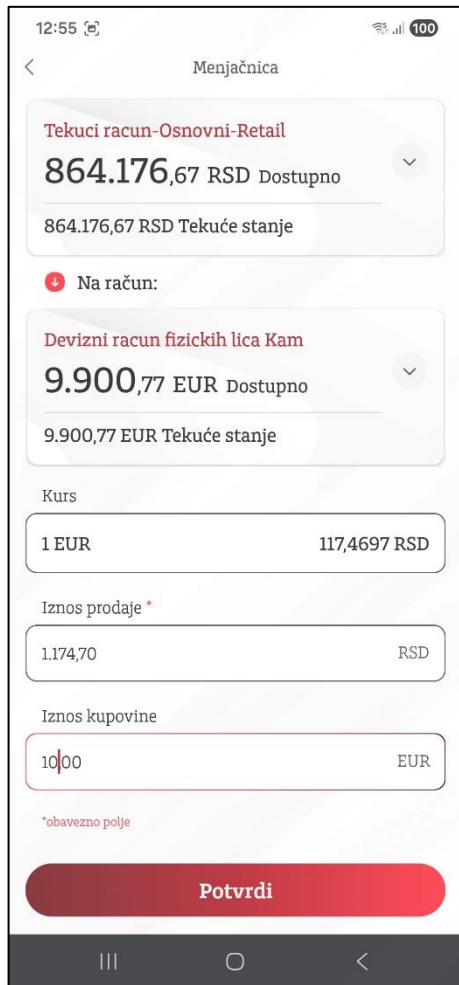 12:55
100
Menjačnica
Tekuci racun-Osnovni-Retail
864.176,67 RSD Dostupno
864.176,67 RSD Tekuće stanje
Na račun:
Devizni racun fizickih lica Kam
9.900,77 EUR Dostupno
9.900,77 EUR Tekuće stanje
Kurs
1 EUR 117,4697 RSD
Iznos prodaje *
1.174,70 RSD
Iznos kupovine
10,00 EUR
*obavezno polje
Potvrdi